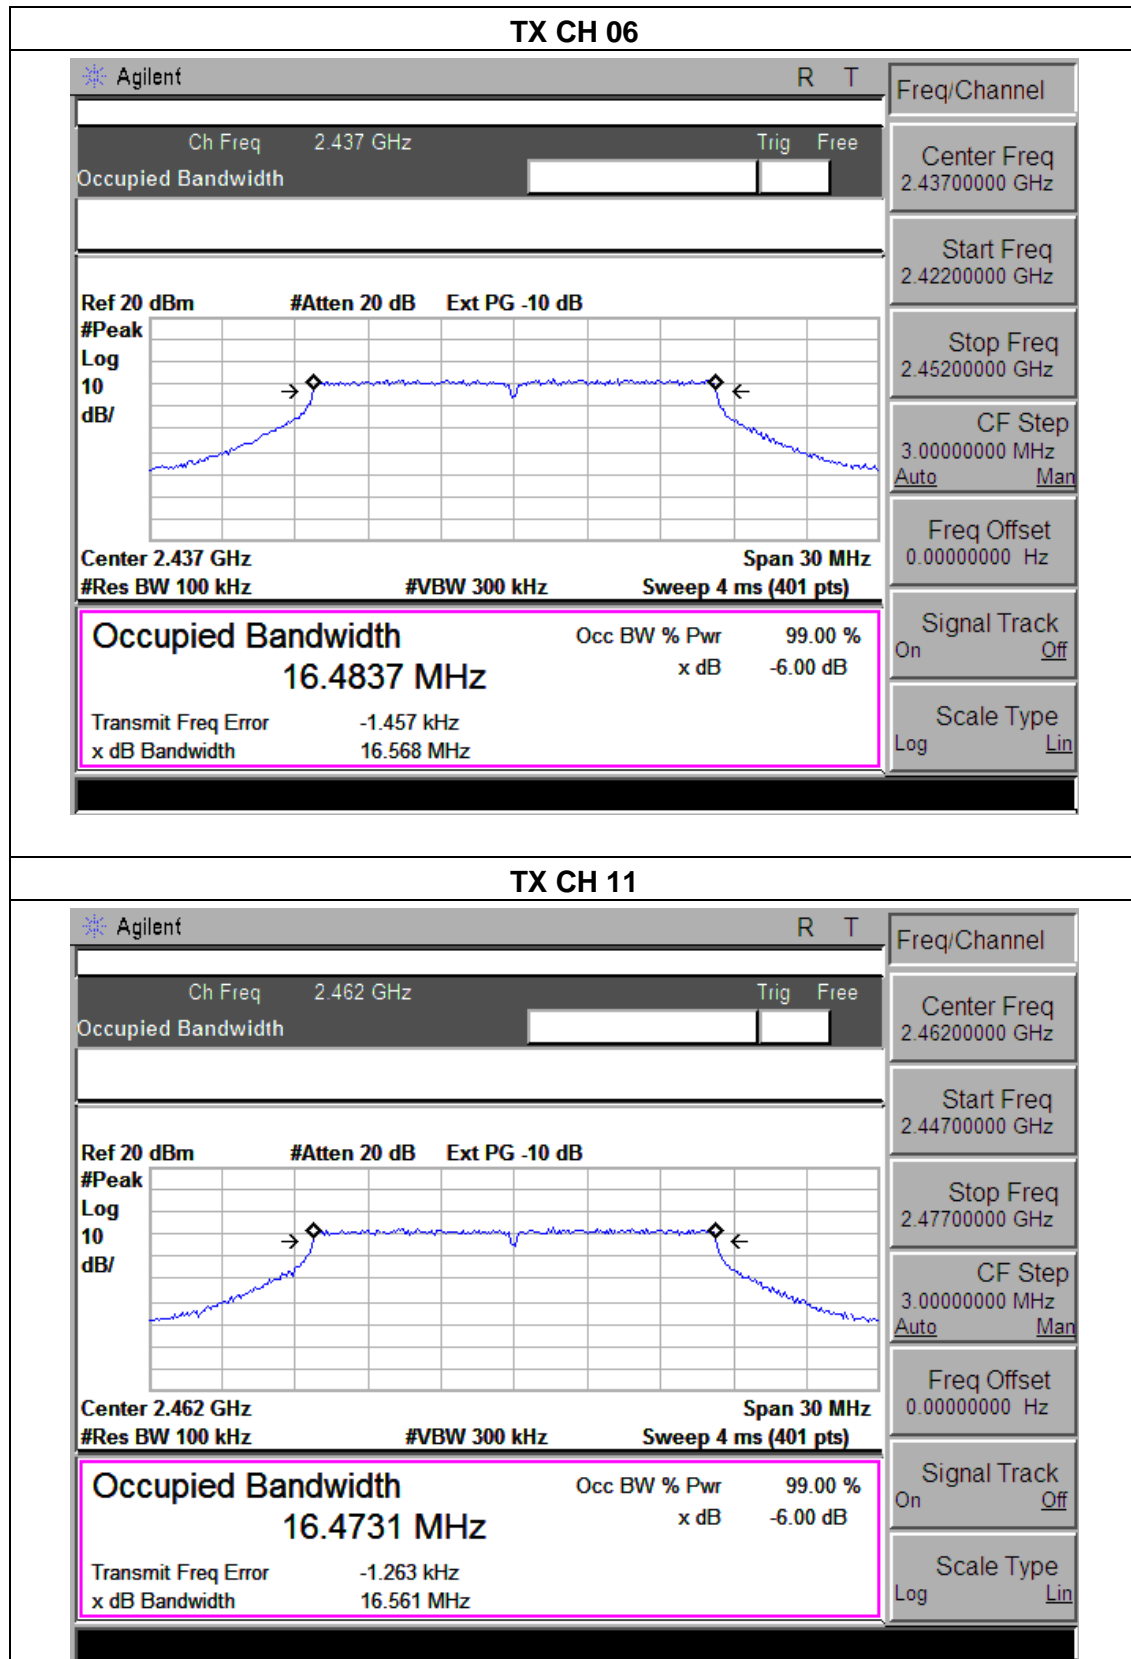 TX CH 06
Agilent R T
Freq/Channel
Ch Freq 2.437 GHz Trig Free
Occupied Bandwidth
Center Freq
2.43700000 GHz
Start Freq
2.42200000 GHz
Ref 20 dBm #Atten 20 dB Ext PG -10 dB
#Peak
Log
10
dB/
Stop Freq
2.45200000 GHz
CF Step
3.00000000 MHz
Auto Man
Center 2.437 GHz Span 30 MHz
#Res BW 100 kHz #VBW 300 kHz Sweep 4 ms (401 pts)
Freq Offset
0.00000000 Hz
Occupied Bandwidth Occ BW % Pwr 99.00 %
16.4837 MHz x dB -6.00 dB
Transmit Freq Error -1.457 kHz
x dB Bandwidth 16.568 MHz
Signal Track
On Off
Scale Type
Log Lin
TX CH 11
Agilent R T
Freq/Channel
Ch Freq 2.462 GHz Trig Free
Occupied Bandwidth
Center Freq
2.46200000 GHz
Start Freq
2.44700000 GHz
Ref 20 dBm #Atten 20 dB Ext PG -10 dB
#Peak
Log
10
dB/
Stop Freq
2.47700000 GHz
CF Step
3.00000000 MHz
Auto Man
Center 2.462 GHz Span 30 MHz
#Res BW 100 kHz #VBW 300 kHz Sweep 4 ms (401 pts)
Freq Offset
0.00000000 Hz
Occupied Bandwidth Occ BW % Pwr 99.00 %
16.4731 MHz x dB -6.00 dB
Transmit Freq Error -1.263 kHz
x dB Bandwidth 16.561 MHz
Signal Track
On Off
Scale Type
Log Lin